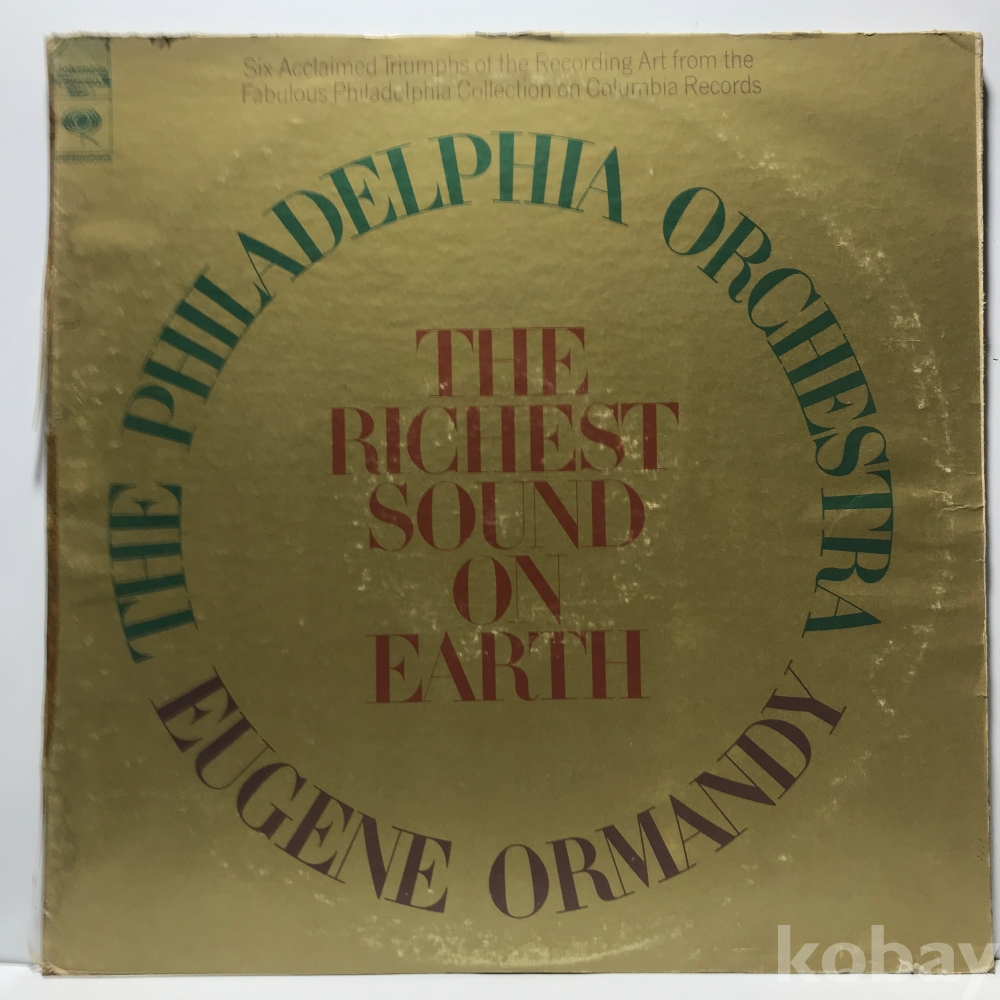 Six Acclaimed Triumphs of the Recording Art from the
Fabulous Philadelphia Collection on Columbia Records
THE PHILADELPHIA ORCHESTRA
THE
RICHEST
SOUND
ON
EARTH
EUGENE ORMANDY
kobay